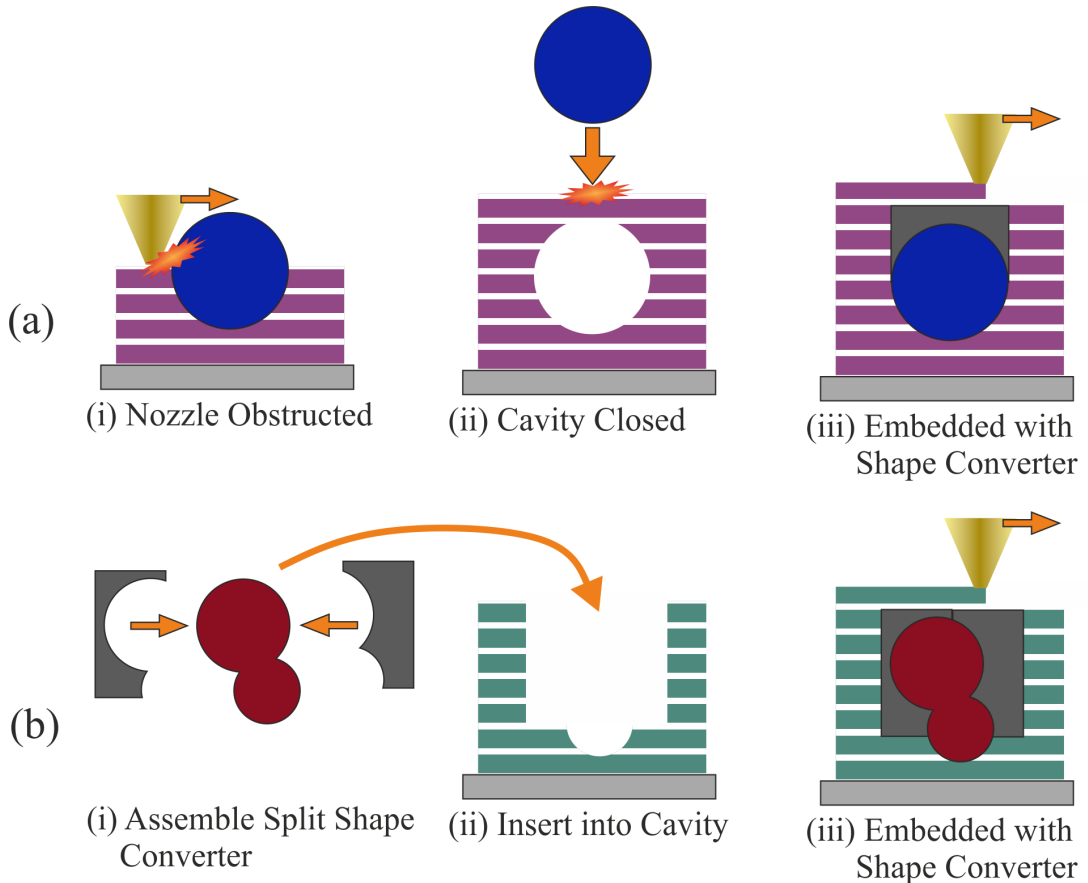 (a)
(i) Nozzle Obstructed
(ii) Cavity Closed
(iii) Embedded with
Shape Converter
(b)
(i) Assemble Split Shape
Converter
(ii) Insert into Cavity
(iii) Embedded with
Shape Converter